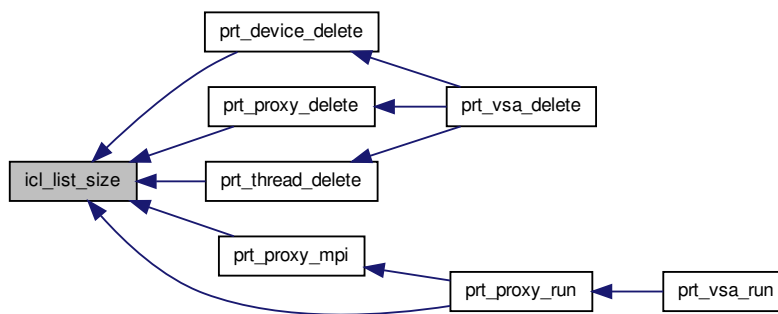 prt_device_delete
prt_proxy_delete
prt_vsa_delete
icl_list_size
prt_thread_delete
prt_proxy_mpi
prt_proxy_run
prt_vsa_run